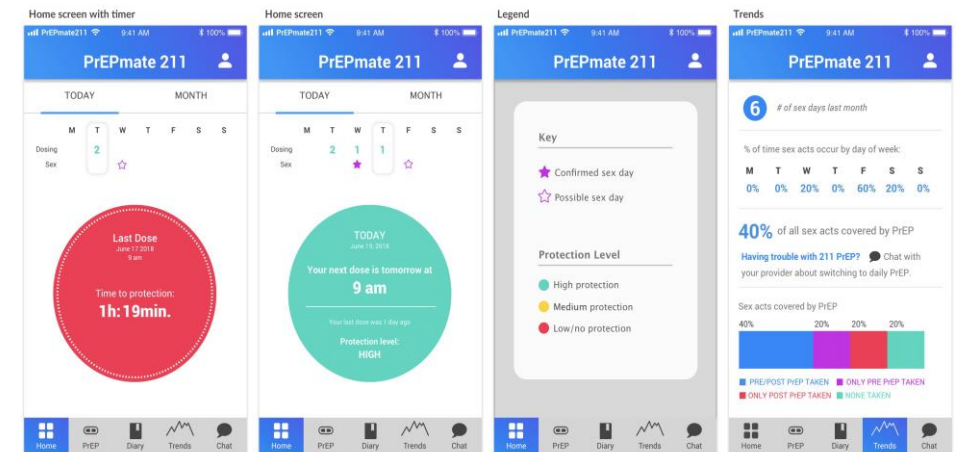 Home screen with timer
PrEPmate211 9:41 AM 100%
PrEPmate 211
TODAY MONTH
M T W T F S S
Dosing 2
Sex
Last Dose
June 17 2018
9 am
Time to protection:
1h: 19min.
Home PrEP Diary Trends Chat
Home screen
PrEPmate211 9:41 AM 100%
PrEPmate 211
TODAY MONTH
M T W T F S S
Dosing 2 1 1
Sex
TODAY
June 19, 2018
Your next dose is tomorrow at
9 am
Your last dose was 1 day ago
Protection level:
HIGH
Home PrEP Diary Trends Chat
Legend
PrEPmate211 9:41 AM 100%
PrEPmate 211
Key
Confirmed sex day
Possible sex day
Protection Level
High protection
Medium protection
Low/no protection
Home PrEP Diary Trends Chat
Trends
PrEPmate211 9:41 AM 100%
PrEPmate 211
6 # of sex days last month
% of time sex acts occur by day of week:
M T W T F S S
0% 0% 20% 0% 60% 20% 0%
40% of all sex acts covered by PrEP
Having trouble with 211 PrEP? Chat with
your provider about switching to daily PrEP.
Sex acts covered by PrEP
40% 20% 20% 20%
PRE/POST PrEP TAKEN ONLY PRE PrEP TAKEN
ONLY POST PrEP TAKEN NONE TAKEN
Home PrEP Diary Trends Chat